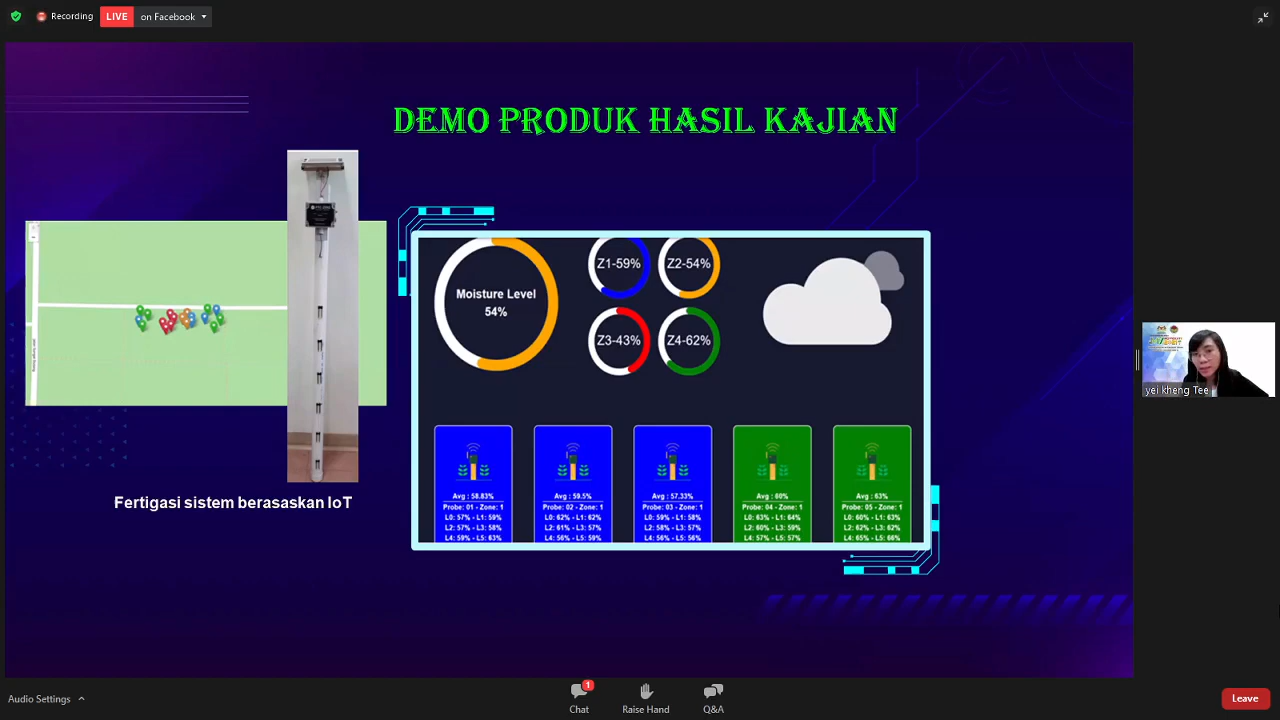 Recording
LIVE
on Facebook
DEMO PRODUK HASIL KAJIAN
Moisture Level
54%
Z1-59%
Z2-54%
Z3-43%
Z4-62%
Avg : 58.83%
Probe: 01 - Zone: 1
L0: 57% - L1: 59%
L2: 57% - L3: 58%
L4: 59% - L5: 63%
Avg : 59.5%
Probe: 02 - Zone: 1
L0: 62% - L1: 62%
L2: 61% - L3: 57%
L4: 56% - L5: 59%
Avg : 57.33%
Probe: 03 - Zone: 1
L0: 59% - L1: 58%
L2: 58% - L3: 57%
L4: 56% - L5: 56%
Avg : 60%
Probe: 04 - Zone: 1
L0: 63% - L1: 64%
L2: 60% - L3: 59%
L4: 57% - L5: 57%
Avg : 63%
Probe: 05 - Zone: 1
L0: 60% - L1: 63%
L2: 62% - L3: 62%
L4: 65% - L5: 66%
Fertigasi sistem berasaskan IoT
yei kheng Tee
Audio Settings
1
Chat
Raise Hand
Q&A
Leave